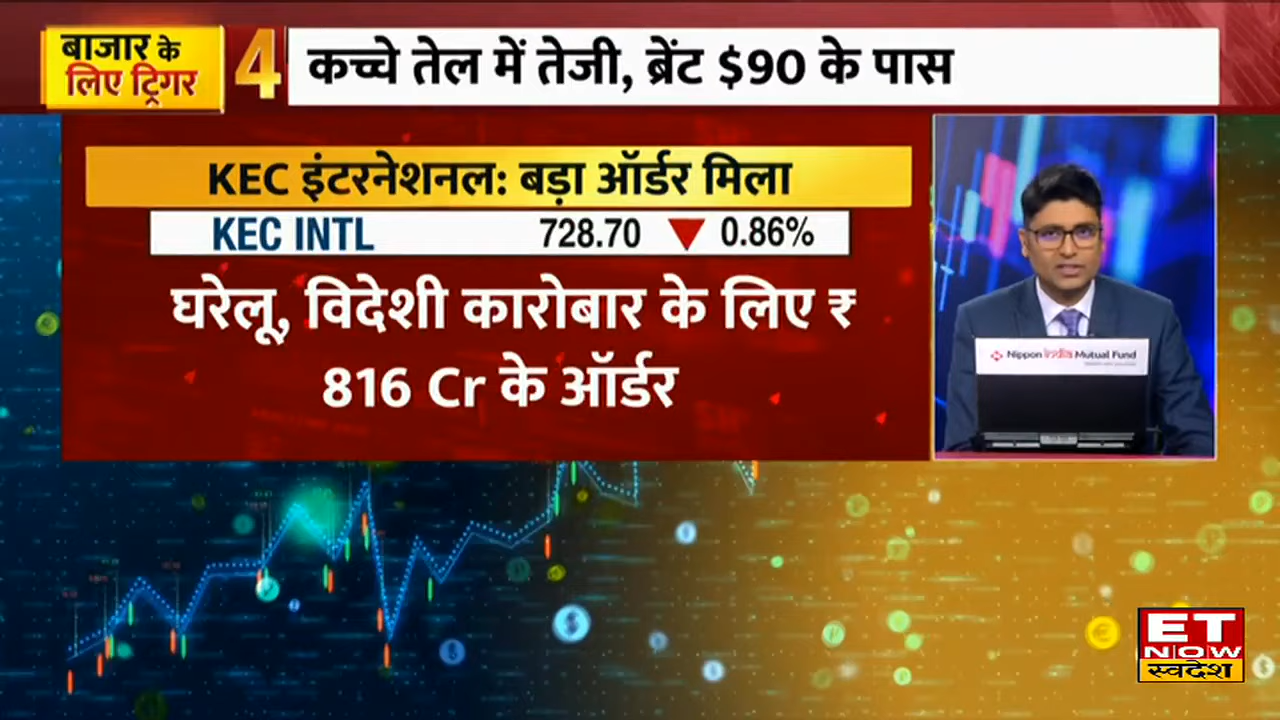 बाजार के
लिए ट्रिगर
4
कच्चे तेल में तेजी, ब्रेंट $90 के पास
KEC इंटरनेशनल: बड़ा ऑर्डर मिला
KEC INTL 728.70 ▼ 0.86%
घरेलू, विदेशी कारोबार के लिए ₹
816 Cr के ऑर्डर
Nippon india Mutual Fund
ET
NOW
स्वदेश